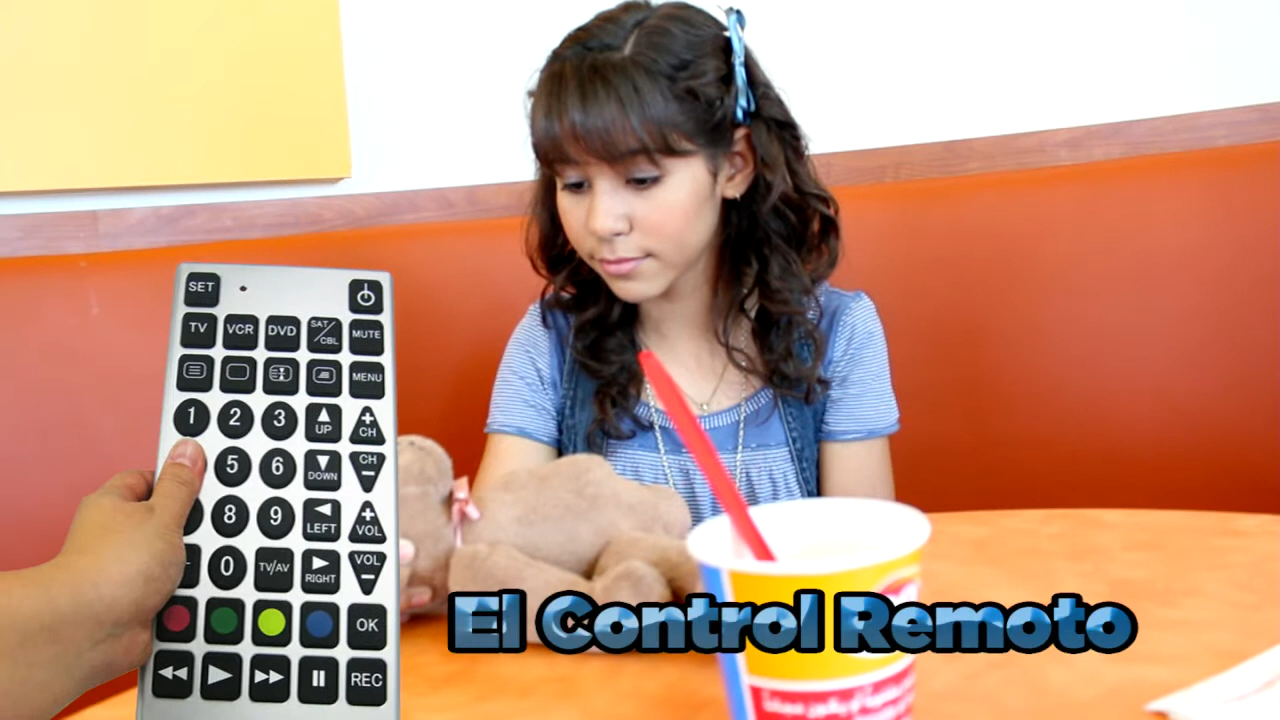 SET
TV VCR DVD SAT/CBL MUTE
MENU
1 2 3 UP + CH
5 6 DOWN CH −
8 9 LEFT + VOL
0 TV/AV RIGHT VOL −
OK
REC
El Control Remoto